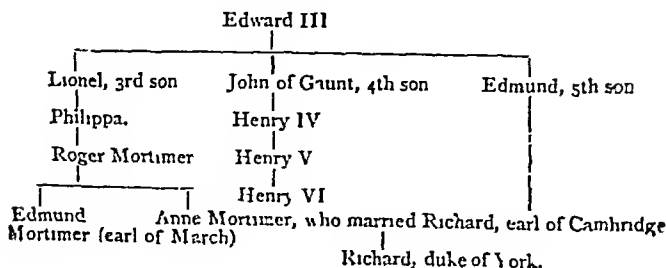 Edward III
Lionel, 3rd son John of Gaunt, 4th son Edmund, 5th son
Philippa. Henry IV
Roger Mortimer Henry V
Henry VI
Edmund Anne Mortimer, who married Richard, earl of Cambridge
Mortimer (earl of March)
Richard, duke of York.